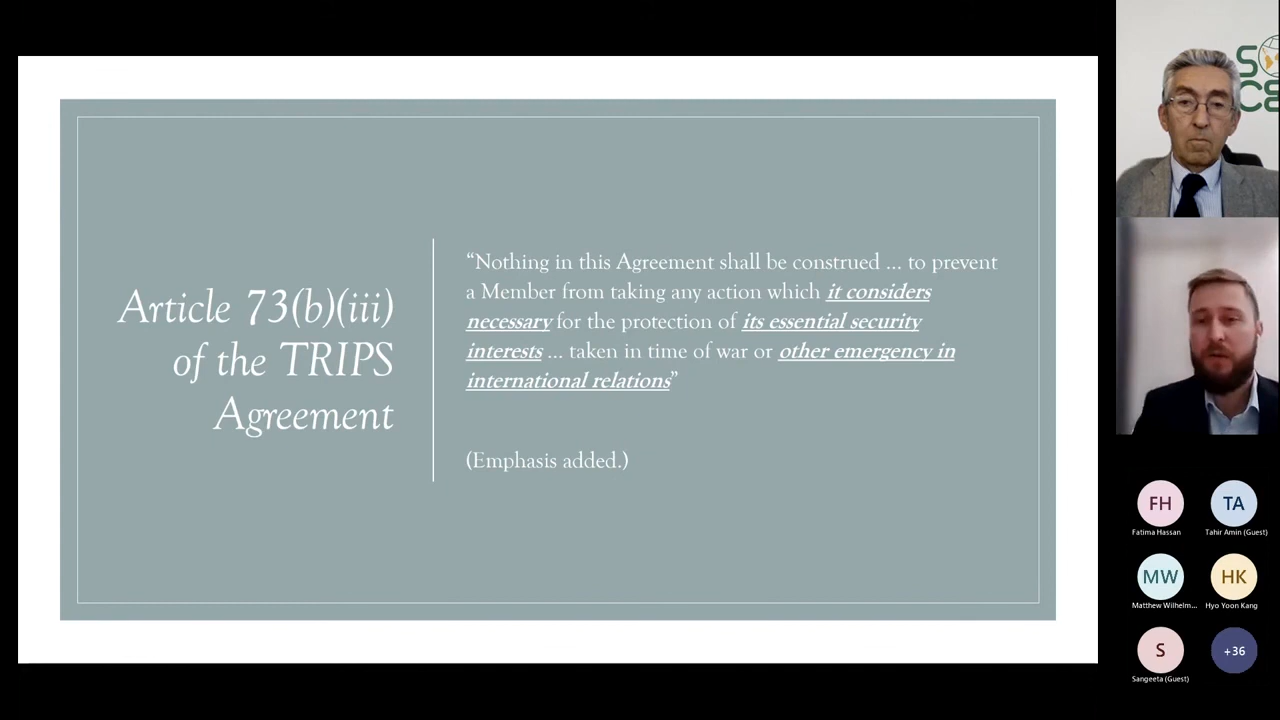 Article 73(b)(iii)
of the TRIPS
Agreement
“Nothing in this Agreement shall be construed ... to prevent
a Member from taking any action which it considers
necessary for the protection of its essential security
interests ... taken in time of war or other emergency in
international relations”
(Emphasis added.)
FH
Fatima Hassan
TA
Tahir Amin (Guest)
MW
Matthew Wilhelm...
HK
Hyo Yoon Kang
S
Sangeeta (Guest)
+36